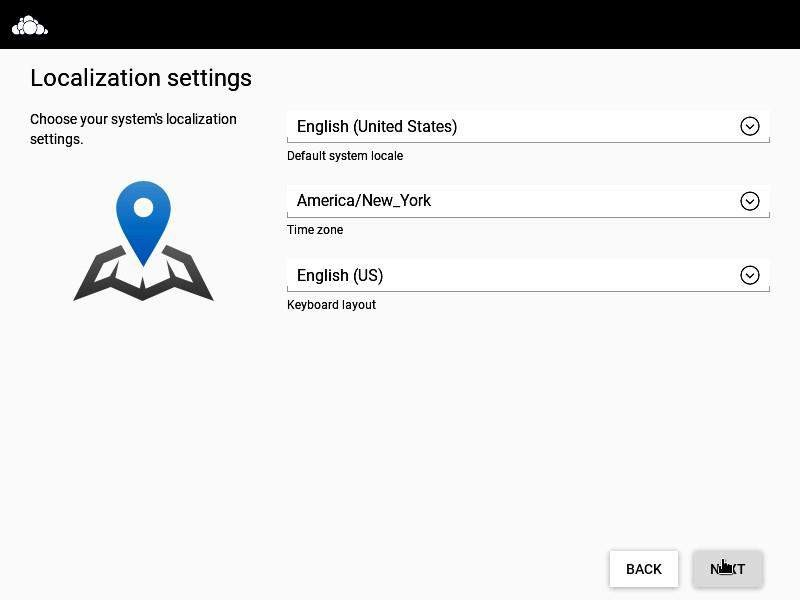 Localization settings
Choose your system's localization
settings.
English (United States)
Default system locale
America/New_York
Time zone
English (US)
Keyboard layout
BACK
NEXT